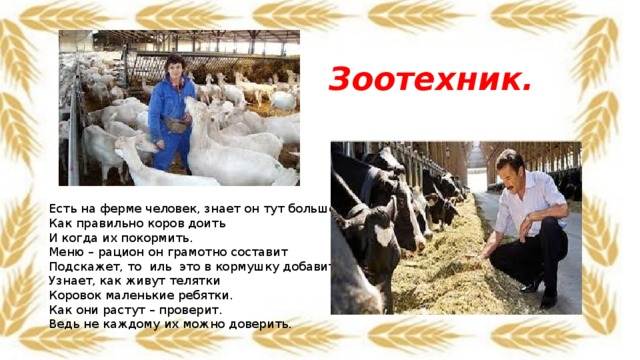 Зоотехник.
Есть на ферме человек, знает он тут больше
Как правильно коров доить
И когда их покормить.
Меню – рацион он грамотно составит
Подскажет, то  иль  это в кормушку добавит
Узнает, как живут телятки
Коровок маленькие ребятки.
Как они растут – проверит.
Ведь не каждому их можно доверить.